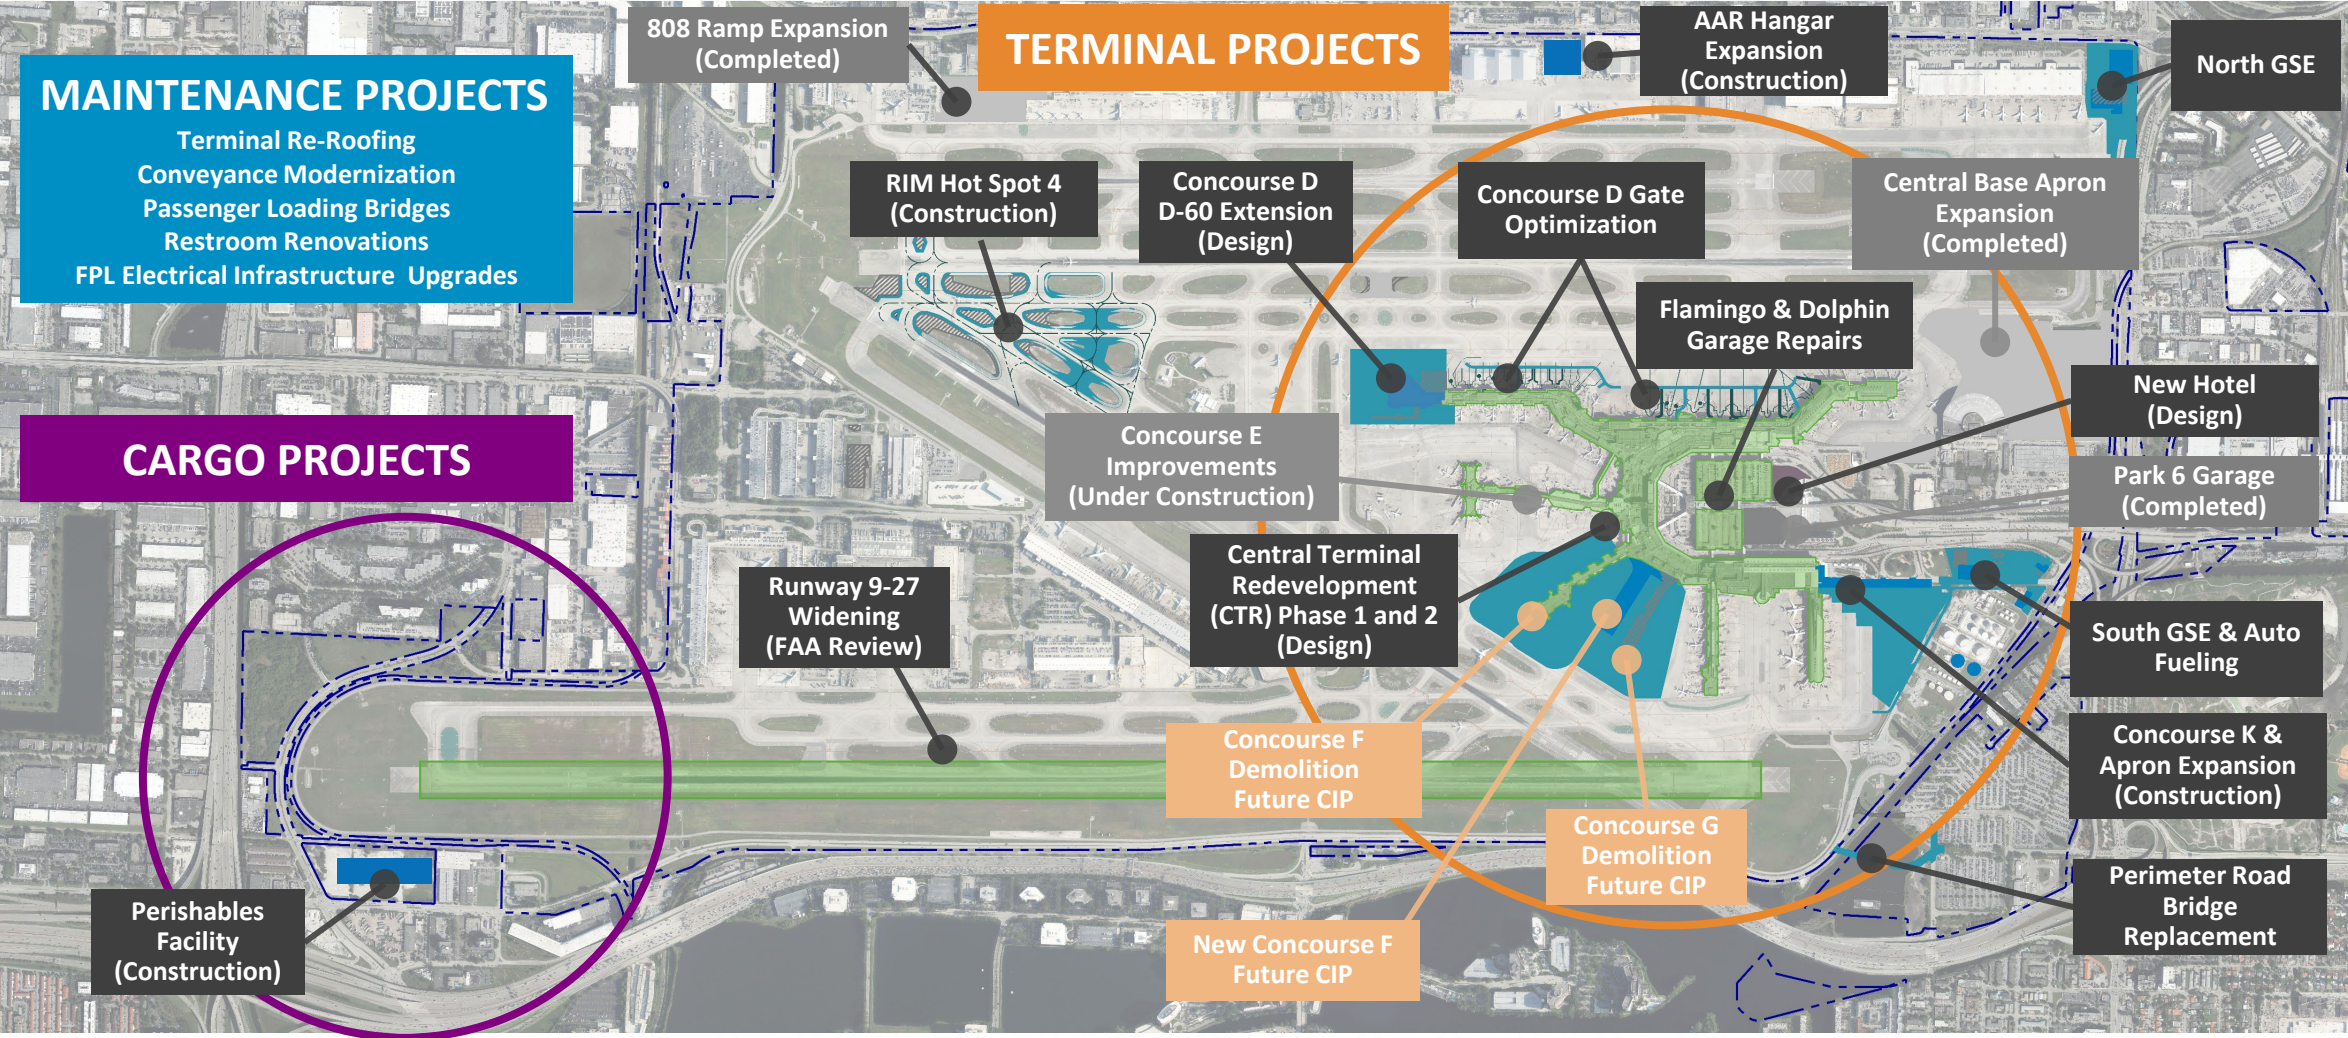 808 Ramp Expansion
(Completed)
TERMINAL PROJECTS
AAR Hangar
Expansion
(Construction)
North GSE
MAINTENANCE PROJECTS
Terminal Re-Roofing
Conveyance Modernization
Passenger Loading Bridges
Restroom Renovations
FPL Electrical Infrastructure Upgrades
RIM Hot Spot 4
(Construction)
Concourse D
D-60 Extension
(Design)
Concourse D Gate
Optimization
Central Base Apron
Expansion
(Completed)
Flamingo & Dolphin
Garage Repairs
New Hotel
(Design)
CARGO PROJECTS
Concourse E
Improvements
(Under Construction)
Park 6 Garage
(Completed)
Central Terminal
Redevelopment
(CTR) Phase 1 and 2
(Design)
Runway 9-27
Widening
(FAA Review)
South GSE & Auto
Fueling
Concourse F
Demolition
Future CIP
Concourse K &
Apron Expansion
(Construction)
Concourse G
Demolition
Future CIP
Perishables
Facility
(Construction)
New Concourse F
Future CIP
Perimeter Road
Bridge
Replacement